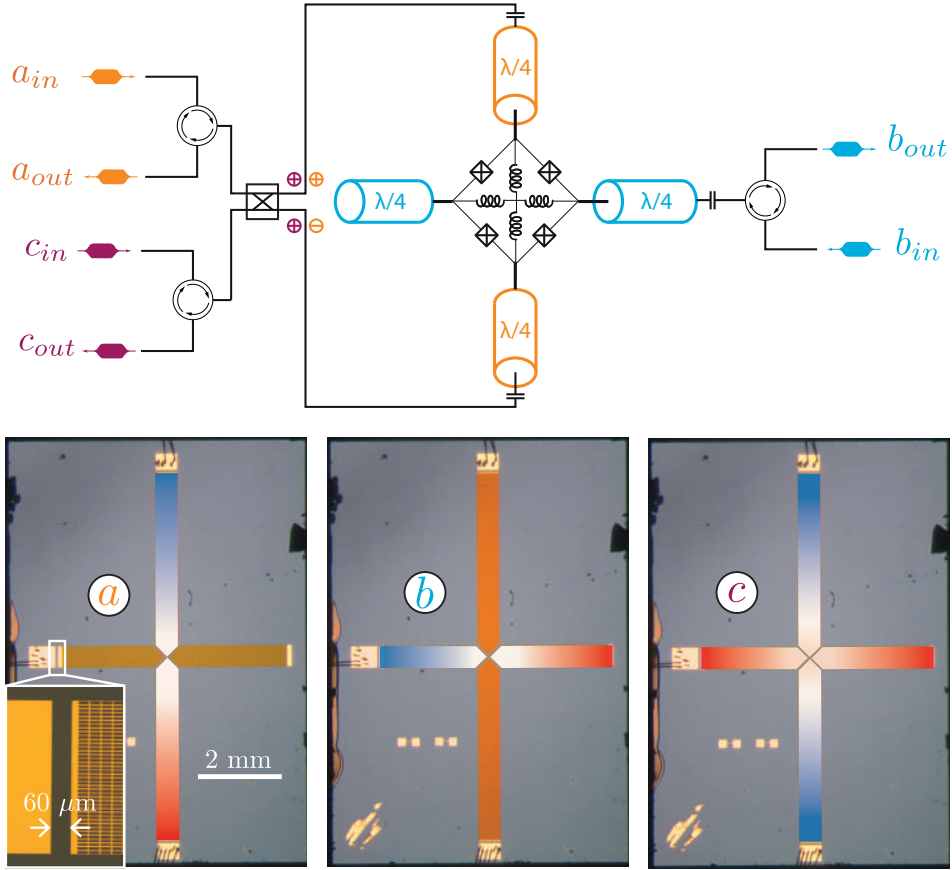 a_in
a_out
c_in
c_out
b_out
b_in
λ/4
λ/4
λ/4
λ/4
a
b
c
2 mm
60 μm